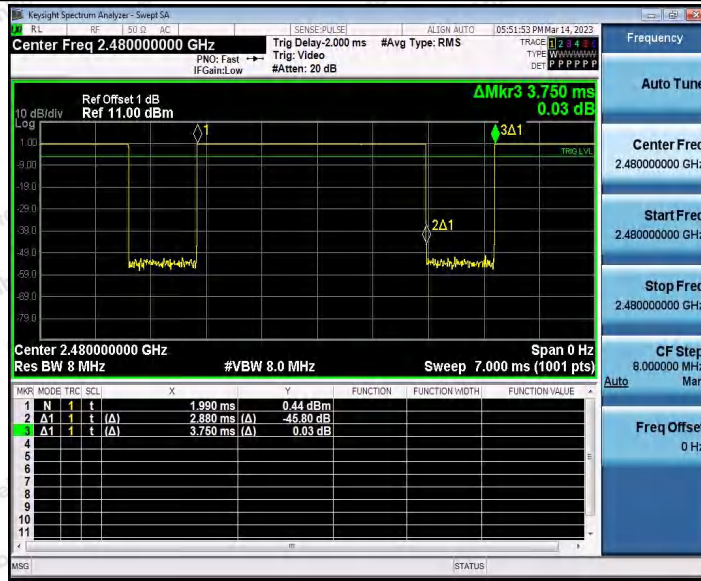 Keysight Spectrum Analyzer - Swept SA
RL RF 50 Ω AC SENSE:PULSE ALIGN AUTO 05:51:53 PM Mar 14, 2023
Center Freq 2.480000000 GHz
PNO: Fast
IFGain:Low
Trig Delay-2.000 ms
Trig: Video
#Atten: 20 dB
#Avg Type: RMS
TRACE 1 2 3 4 5 6
TYPE WWWWWW
DET P P P P P P
Frequency
ΔMkr3 3.750 ms
0.03 dB
Ref Offset 1 dB
10 dB/div Ref 11.00 dBm
Log
1.00
-9.00
-19.0
-29.0
-39.0
-49.0
-59.0
-69.0
-79.0
1
3Δ1
TRIG LVL
2Δ1
Center 2.480000000 GHz Span 0 Hz
Res BW 8 MHz #VBW 8.0 MHz Sweep 7.000 ms (1001 pts)
MKR MODE TRC SCL X Y FUNCTION FUNCTION WIDTH FUNCTION VALUE
1 N 1 t 1.990 ms 0.44 dBm
2 Δ1 1 t (Δ) 2.880 ms (Δ) -45.80 dB
3 Δ1 1 t (Δ) 3.750 ms (Δ) 0.03 dB
4
5
6
7
8
9
10
11
MSG STATUS
Auto Tune
Center Freq
2.480000000 GHz
Start Freq
2.480000000 GHz
Stop Freq
2.480000000 GHz
CF Step
8.000000 MHz
Auto Man
Freq Offset
0 Hz